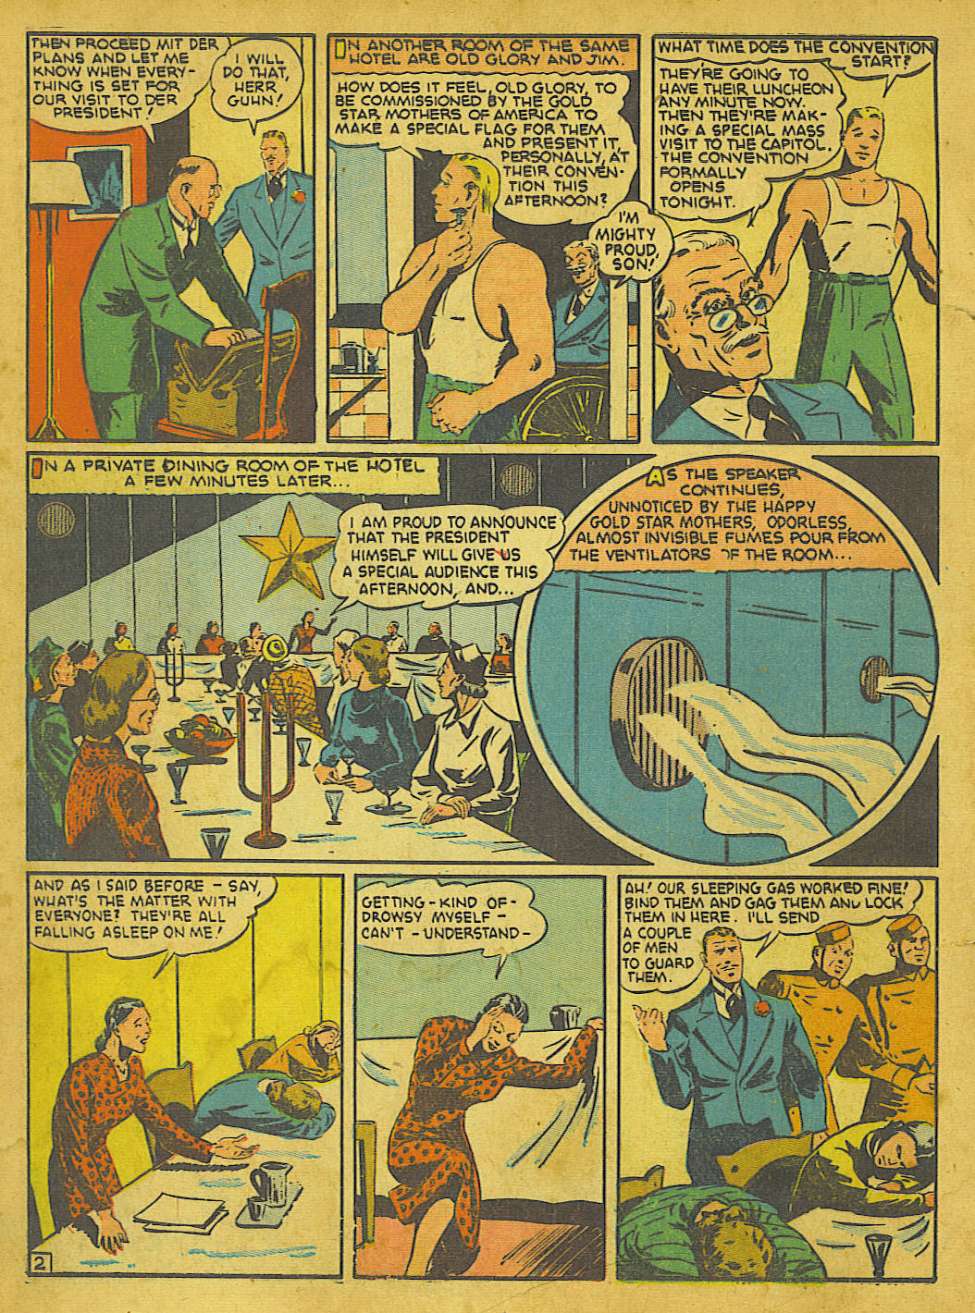 THEN PROCEED MIT DER
PLANS AND LET ME
KNOW WHEN EVERY-
THING IS SET FOR
OUR VISIT TO DER
PRESIDENT!
I WILL
DO THAT,
HERR
GUHN!
IN ANOTHER ROOM OF THE SAME
HOTEL ARE OLD GLORY AND JIM.
HOW DOES IT FEEL, OLD GLORY, TO
BE COMMISSIONED BY THE GOLD
STAR MOTHERS OF AMERICA TO
MAKE A SPECIAL FLAG FOR THEM
AND PRESENT IT,
PERSONALLY, AT
THEIR CONVEN-
TION THIS
AFTERNOON?
I'M
MIGHTY
PROUD,
SON!
WHAT TIME DOES THE CONVENTION
START?
THEY'RE GOING TO
HAVE THEIR LUNCHEON
ANY MINUTE NOW.
THEN THEY'RE MAK-
ING A SPECIAL MASS
VISIT TO THE CAPITOL.
THE CONVENTION
FORMALLY
OPENS
TONIGHT.
IN A PRIVATE DINING ROOM OF THE HOTEL
A FEW MINUTES LATER...
I AM PROUD TO ANNOUNCE
THAT THE PRESIDENT
HIMSELF WILL GIVE US
A SPECIAL AUDIENCE THIS
AFTERNOON, AND...
AS THE SPEAKER
CONTINUES,
UNNOTICED BY THE HAPPY
GOLD STAR MOTHERS, ODORLESS,
ALMOST INVISIBLE FUMES POUR FROM
THE VENTILATORS OF THE ROOM...
AND AS I SAID BEFORE - SAY,
WHAT'S THE MATTER WITH
EVERYONE? THEY'RE ALL
FALLING ASLEEP ON ME!
GETTING - KIND OF -
DROWSY MYSELF -
CAN'T - UNDERSTAND -
AH! OUR SLEEPING GAS WORKED FINE!
BIND THEM AND GAG THEM AND LOCK
THEM IN HERE. I'LL SEND
A COUPLE
OF MEN
TO GUARD
THEM.
2